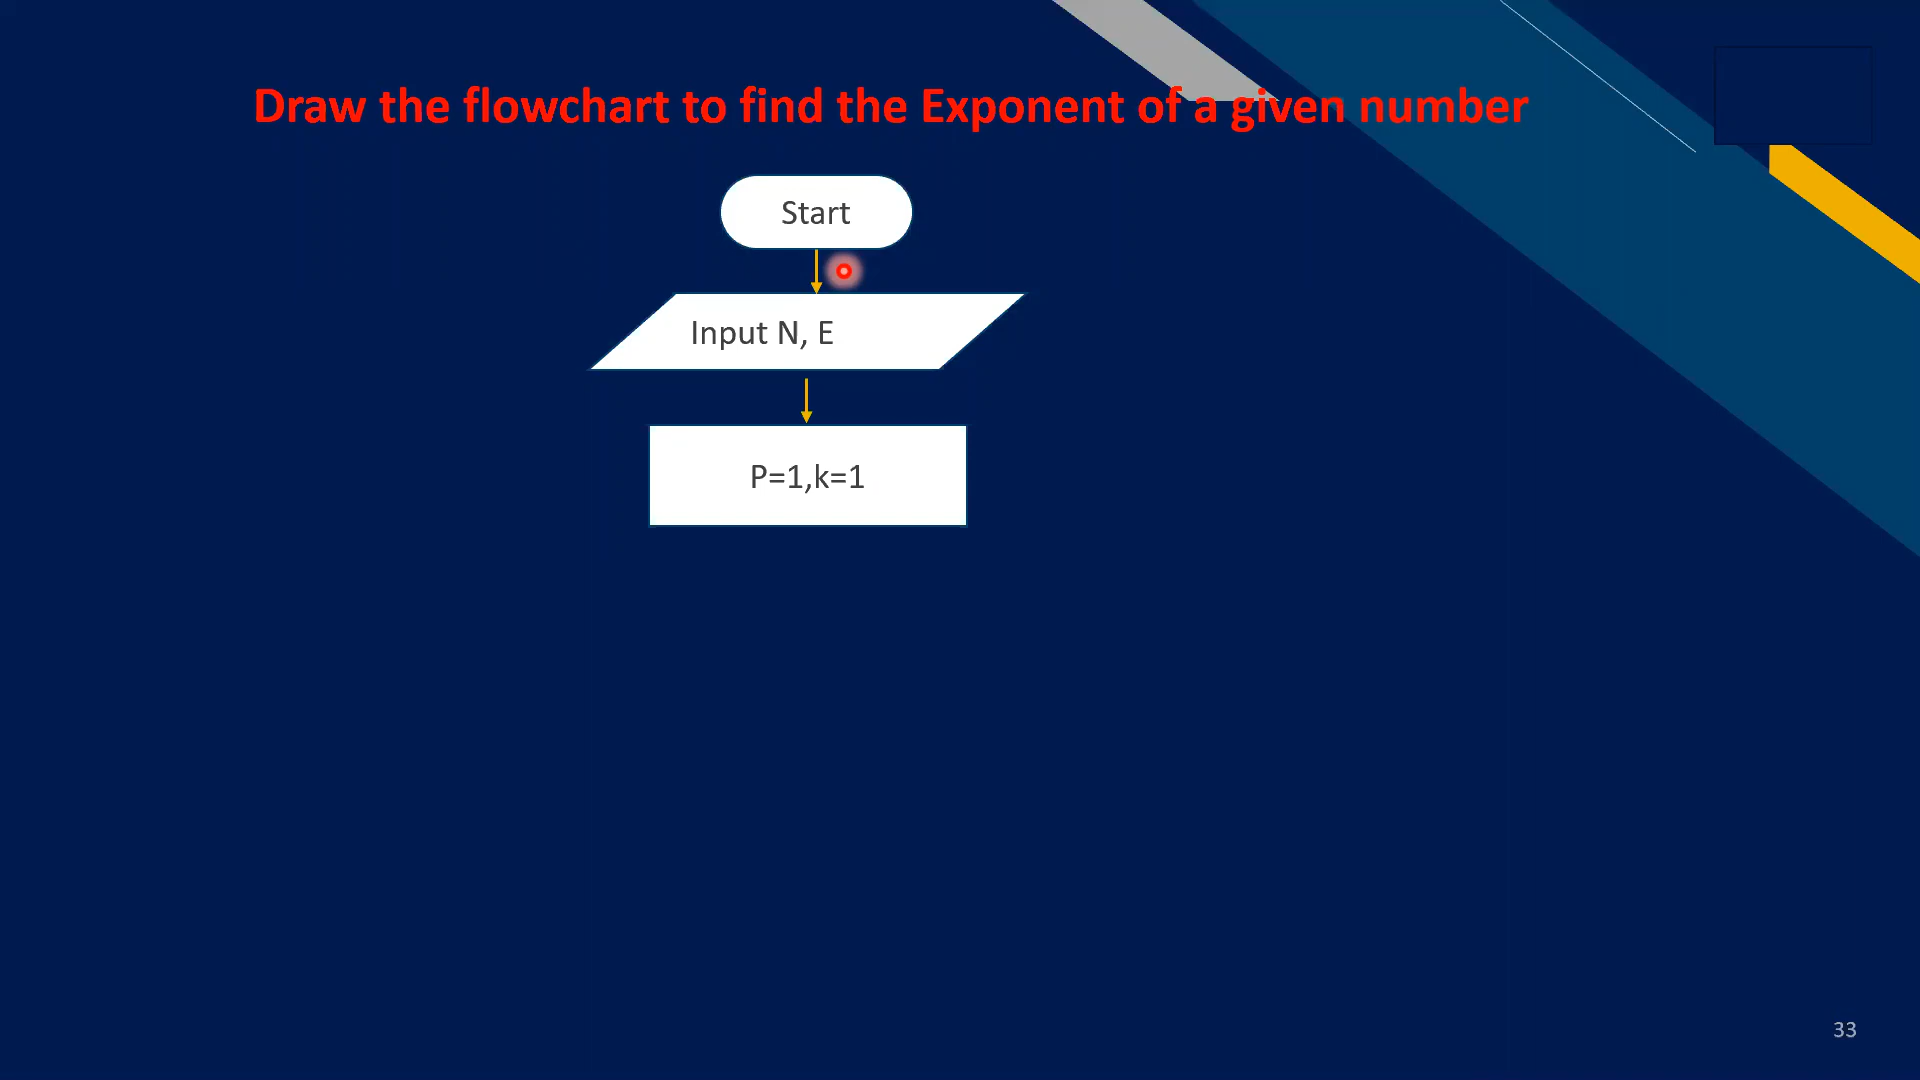 Draw the flowchart to find the Exponent of a given number
Start
Input N, E
P=1,k=1
33